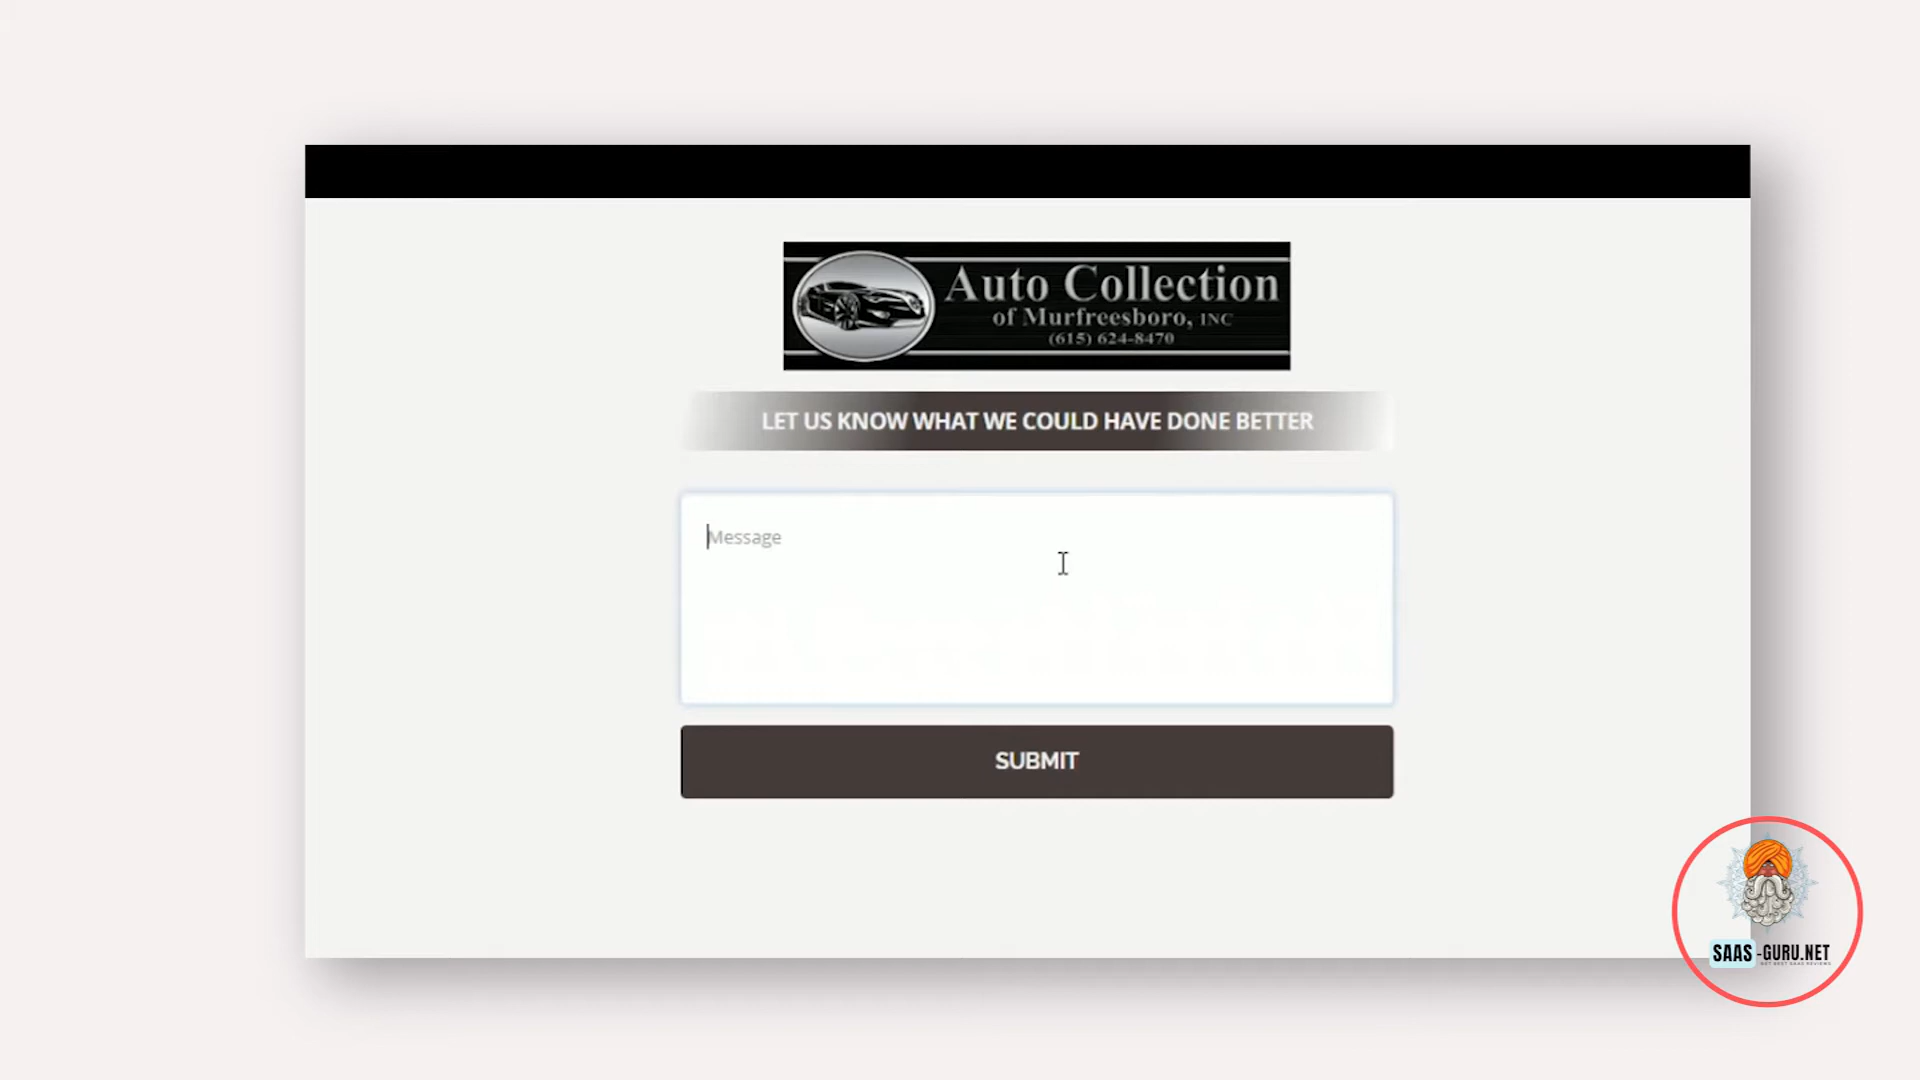 Auto Collection
of Murfreesboro, INC
(615) 624-8470
LET US KNOW WHAT WE COULD HAVE DONE BETTER
Message
SUBMIT
SAAS-GURU.NET